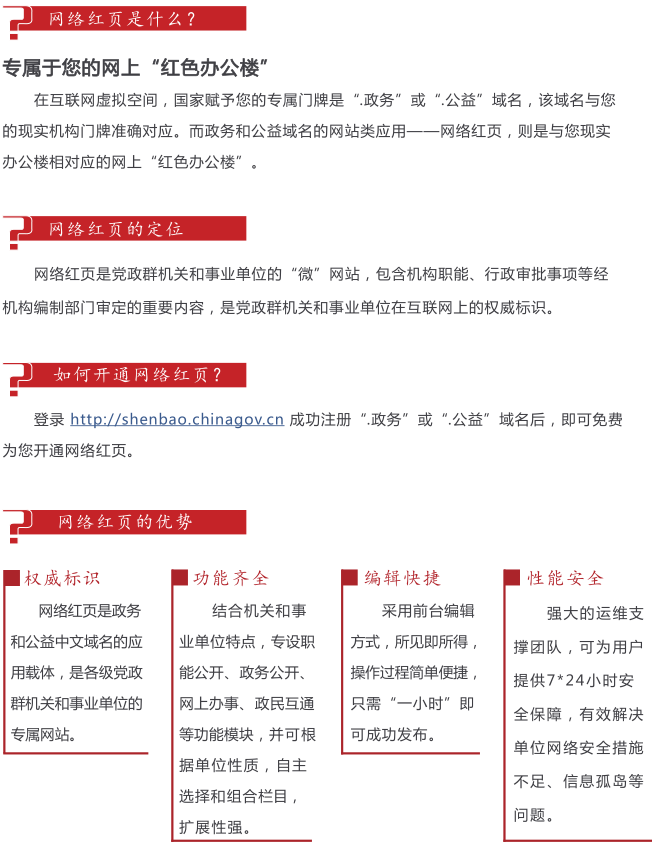 网络红页是什么？
专属于您的网上“红色办公楼”
在互联网虚拟空间，国家赋予您的专属门牌是“.政务”或“.公益”域名，该域名与您
的现实机构门牌准确对应。而政务和公益域名的网站类应用——网络红页，则是与您现实
办公楼相对应的网上“红色办公楼”。
网络红页的定位
网络红页是党政群机关和事业单位的“微”网站，包含机构职能、行政审批事项等经
机构编制部门审定的重要内容，是党政群机关和事业单位在互联网上的权威标识。
如何开通网络红页？
登录 http://shenbao.chinagov.cn 成功注册“.政务”或“.公益”域名后，即可免费
为您开通网络红页。
网络红页的优势
权威标识
网络红页是政务
和公益中文域名的应
用载体，是各级党政
群机关和事业单位的
专属网站。
功能齐全
结合机关和事
业单位特点，专设职
能公开、政务公开、
网上办事、政民互通
等功能模块，并可根
据单位性质，自主
选择和组合栏目，
扩展性强。
编辑快捷
采用前台编辑
方式，所见即所得，
操作过程简单便捷，
只需“一小时”即
可成功发布。
性能安全
强大的运维支
撑团队，可为用户
提供7*24小时安
全保障，有效解决
单位网络安全措施
不足、信息孤岛等
问题。